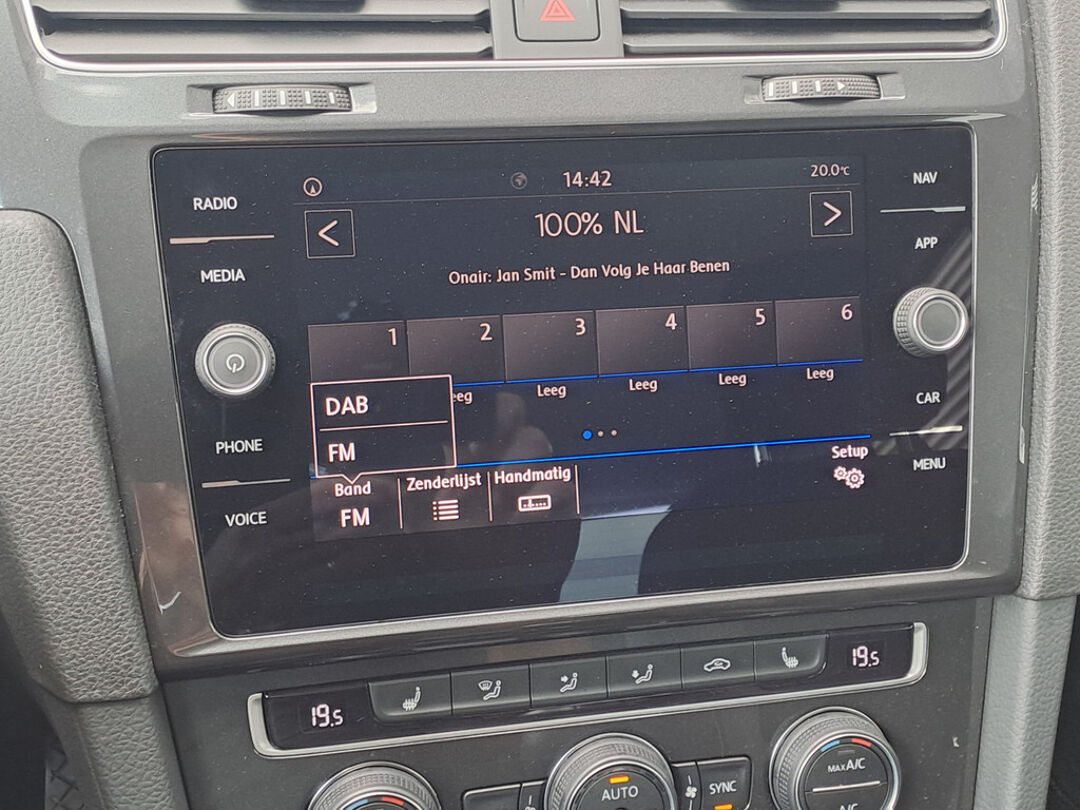 RADIO
MEDIA
PHONE
VOICE
NAV
APP
CAR
MENU
14:42
20.0°C
100% NL
Onair: Jan Smit - Dan Volg Je Haar Benen
1 2 3 4 5 6
Leeg Leeg Leeg Leeg
DAB
FM
Band
FM
Zenderlijst
Handmatig
Setup
19.5
19.5
AUTO
SYNC
MAX A/C
A/C